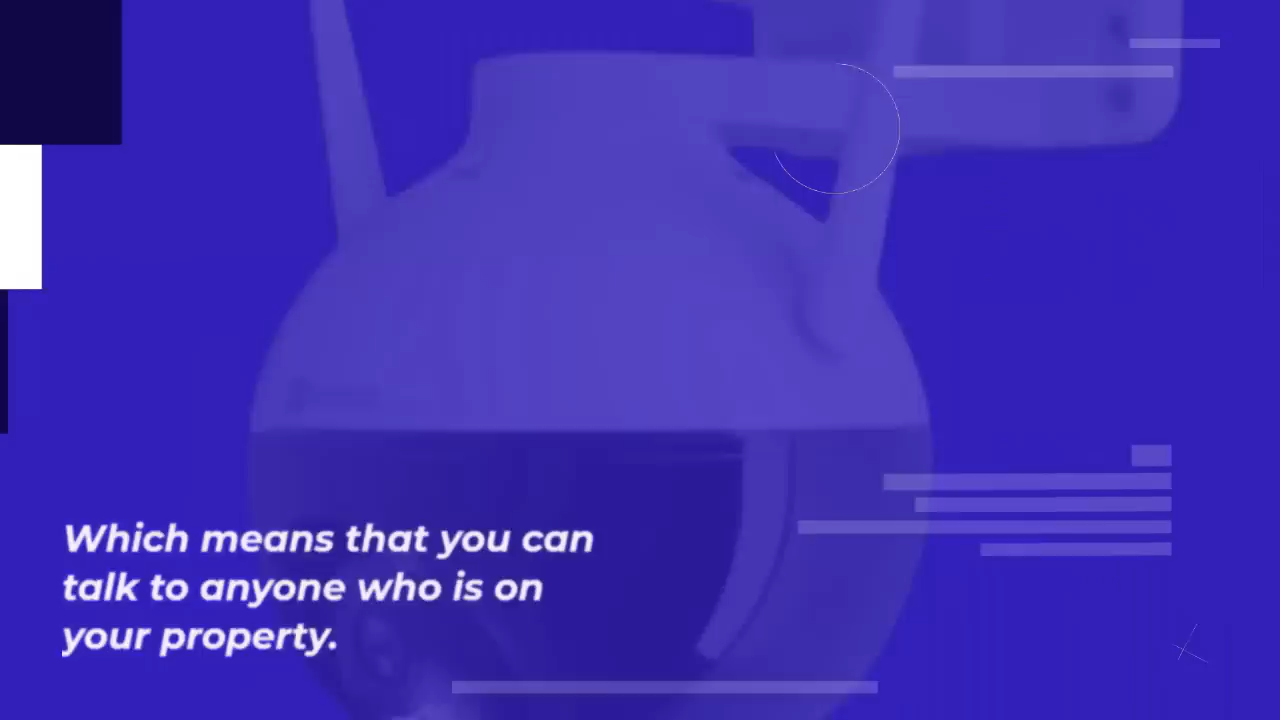 Which means that you can
talk to anyone who is on
your property.